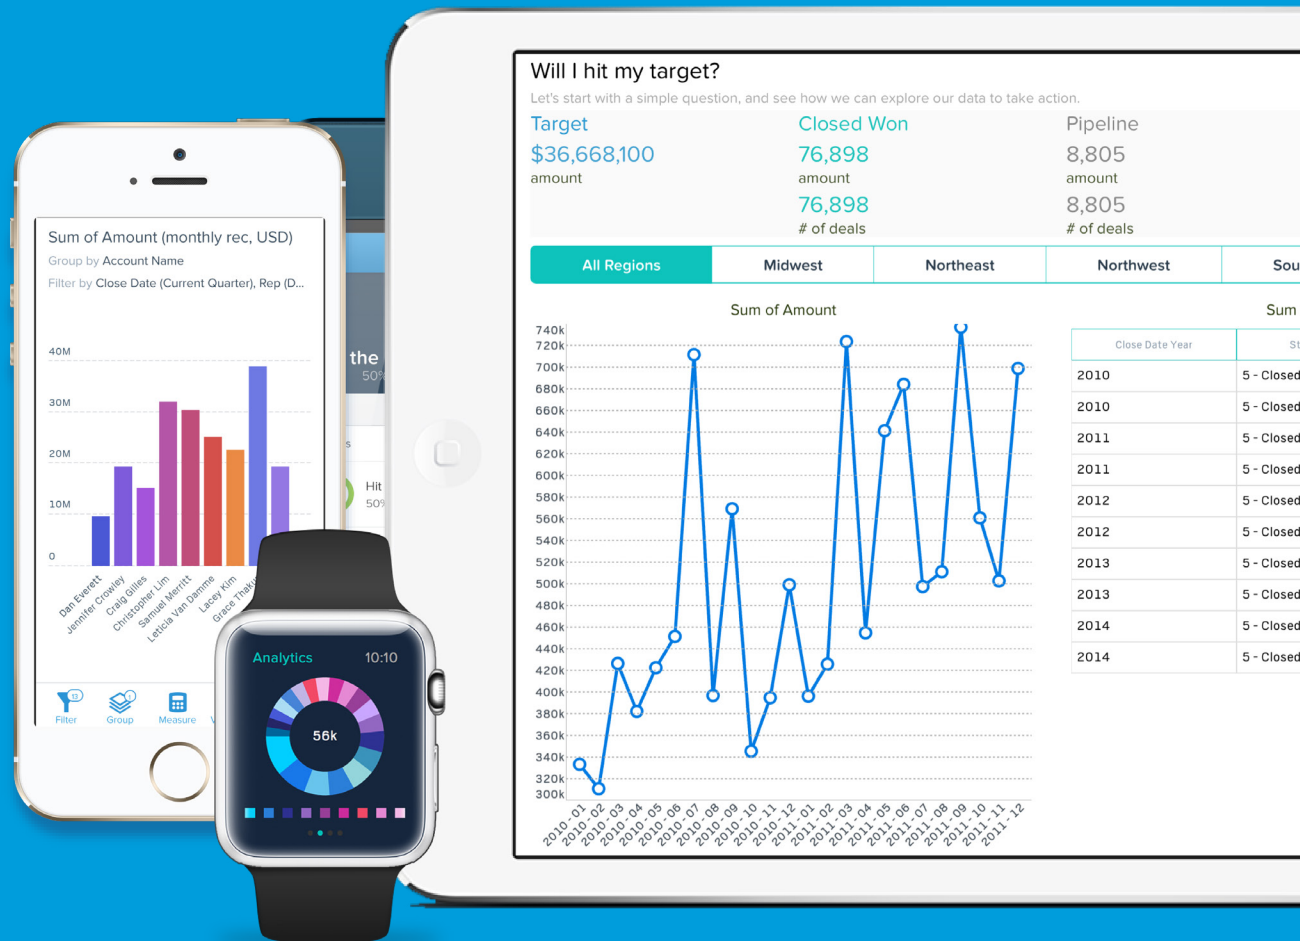 Will I hit my target?
Let's start with a simple question, and see how we can explore our data to take action.
Target
Closed Won
Pipeline
$36,668,100
76,898
8,805
amount
amount
amount
76,898
8,805
# of deals
# of deals
All Regions
Midwest
Northeast
Northwest
Sou
Sum of Amount
740k
720k
700k
680k
660k
640k
620k
600k
580k
560k
540k
520k
500k
480k
460k
440k
420k
400k
380k
360k
340k
320k
300k
2010-01
2010-02
2010-03
2010-04
2010-05
2010-06
2010-07
2010-08
2010-09
2010-10
2010-11
2010-12
2011-01
2011-02
2011-03
2011-04
2011-05
2011-06
2011-07
2011-08
2011-09
2011-10
2011-11
2011-12
Sum
Close Date Year St
2010 5 - Closed
2010 5 - Closed
2011 5 - Closed
2011 5 - Closed
2012 5 - Closed
2012 5 - Closed
2013 5 - Closed
2013 5 - Closed
2014 5 - Closed
2014 5 - Closed
Sum of Amount (monthly rec, USD)
Group by Account Name
Filter by Close Date (Current Quarter), Rep (D...
40M
30M
20M
10M
0
Dan Everett
Jennifer Crowley
Craig Gilles
Christopher Lim
Samuel Merritt
Leticia Van Damme
Lacey Kim
Grace Thaku
13
1
Filter
Group
Measure
the
50%
s
Hit
50%
Analytics
10:10
56k